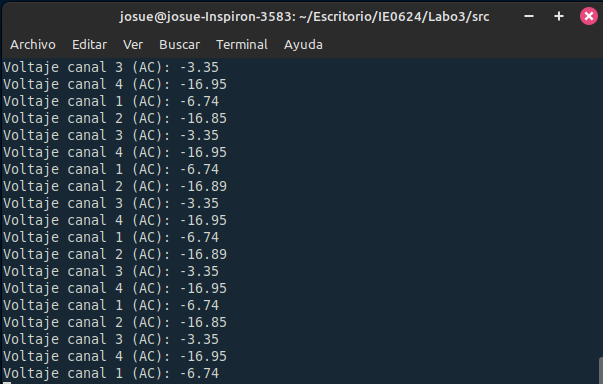 josue@josue-Inspiron-3583: ~/Escritorio/IE0624/Labo3/src
Archivo Editar Ver Buscar Terminal Ayuda
Voltaje canal 3 (AC): -3.35
Voltaje canal 4 (AC): -16.95
Voltaje canal 1 (AC): -6.74
Voltaje canal 2 (AC): -16.85
Voltaje canal 3 (AC): -3.35
Voltaje canal 4 (AC): -16.95
Voltaje canal 1 (AC): -6.74
Voltaje canal 2 (AC): -16.89
Voltaje canal 3 (AC): -3.35
Voltaje canal 4 (AC): -16.95
Voltaje canal 1 (AC): -6.74
Voltaje canal 2 (AC): -16.89
Voltaje canal 3 (AC): -3.35
Voltaje canal 4 (AC): -16.95
Voltaje canal 1 (AC): -6.74
Voltaje canal 2 (AC): -16.85
Voltaje canal 3 (AC): -3.35
Voltaje canal 4 (AC): -16.95
Voltaje canal 1 (AC): -6.74